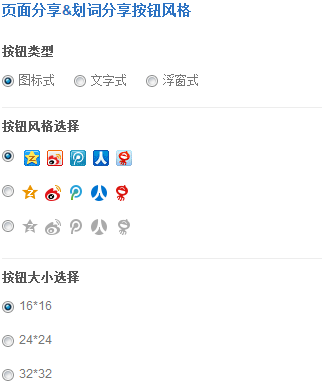 页面分享&划词分享按钮风格
按钮类型
图标式 文字式 浮窗式
按钮风格选择
按钮大小选择
16*16
24*24
32*32